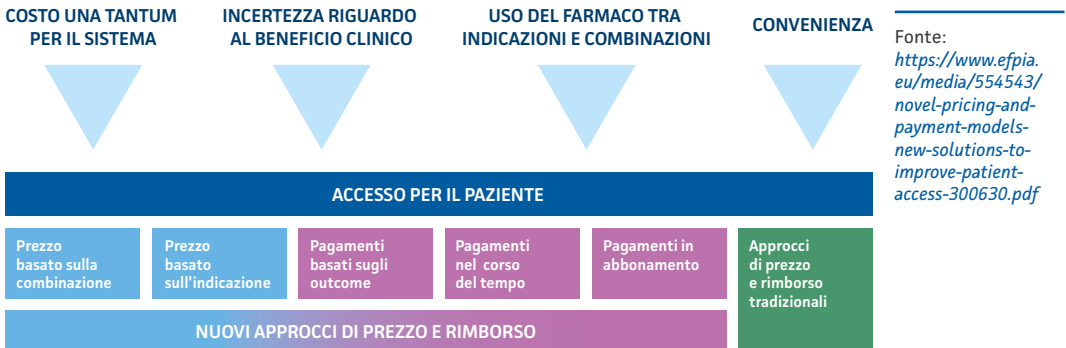 COSTO UNA TANTUM
PER IL SISTEMA
INCERTEZZA RIGUARDO
AL BENEFICIO CLINICO
USO DEL FARMACO TRA
INDICAZIONI E COMBINAZIONI
CONVENIENZA
ACCESSO PER IL PAZIENTE
Prezzo
basato sulla
combinazione
Prezzo
basato
sull'indicazione
Pagamenti
basati sugli
outcome
Pagamenti
nel corso
del tempo
Pagamenti in
abbonamento
Approcci
di prezzo
e rimborso
tradizionali
NUOVI APPROCCI DI PREZZO E RIMBORSO
Fonte:
https://www.efpia.
eu/media/554543/
novel-pricing-and-
payment-models-
new-solutions-to-
improve-patient-
access-300630.pdf